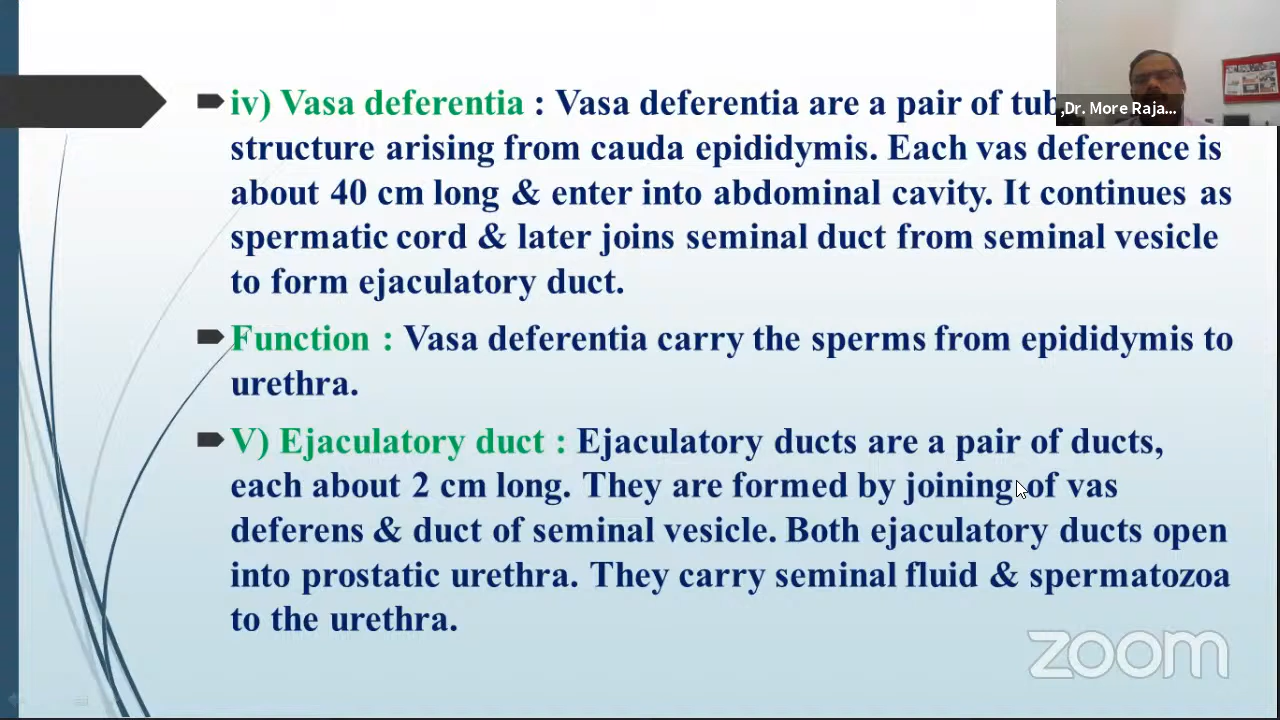 iv) Vasa deferentia : Vasa deferentia are a pair of
,Dr. More Raja...
structure arising from cauda epididymis. Each vas deference is
about 40 cm long & enter into abdominal cavity. It continues as
spermatic cord & later joins seminal duct from seminal vesicle
to form ejaculatory duct.
Function : Vasa deferentia carry the sperms from epididymis to
urethra.
V) Ejaculatory duct : Ejaculatory ducts are a pair of ducts,
each about 2 cm long. They are formed by joining of vas
deferens & duct of seminal vesicle. Both ejaculatory ducts open
into prostatic urethra. They carry seminal fluid & spermatozoa
to the urethra.
zoom